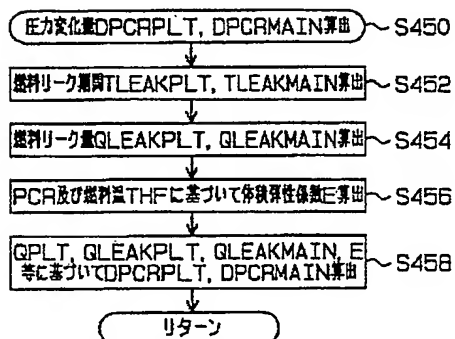 圧力変化量DPCRPLT, DPCRMAIN算出 S450
燃料リーク期間TLEAKPLT, TLEAKMAIN算出 S452
燃料リーク量QLEAKPLT, QLEAKMAIN算出 S454
PCR及び燃料温THFに基づいて体積弾性係数E算出 S456
QPLT, QLEAKPLT, QLEAKMAIN, E
等に基づいてDPCRPLT, DPCRMAIN算出 S458
リターン